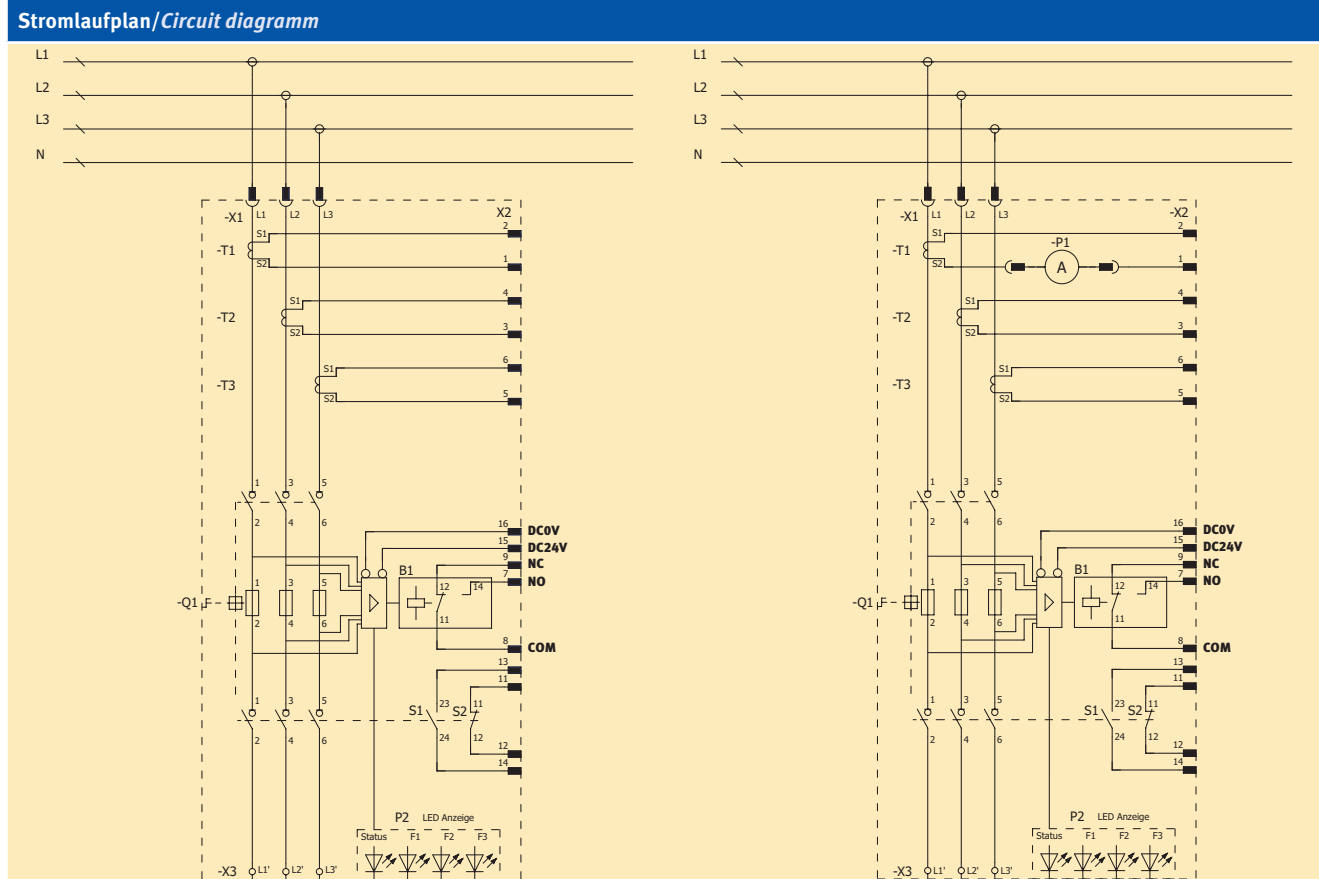 Stromlaufplan/Circuit diagramm
L1
L2
L3
N
-X1 L1 L2 L3 X2
S1 2
-T1
S2 1
S1 4
-T2
S2 3
S1 6
-T3
S2 5
1 3 5
2 4 6
16 DC0V
15 DC24V
9 NC
7 NO
B1
12 14
11
1 3 5
-Q1 F
2 4 6
8 COM
13
11
1 3 5
S1 23 S2 11
2 4 6 24 12
12
14
P2 LED Anzeige
Status F1 F2 F3
-X3 L1' L2' L3'
L1
L2
L3
N
-X1 L1 L2 L3 -X2
S1 2
-T1 -P1
S2 A 1
S1 4
-T2
S2 3
S1 6
-T3
S2 5
1 3 5
2 4 6
16 DC0V
15 DC24V
9 NC
7 NO
B1
12 14
11
1 3 5
-Q1 F
2 4 6
8 COM
13
11
1 3 5
S1 23 S2 11
2 4 6 24 12
12
14
P2 LED Anzeige
Status F1 F2 F3
-X3 L1' L2' L3'